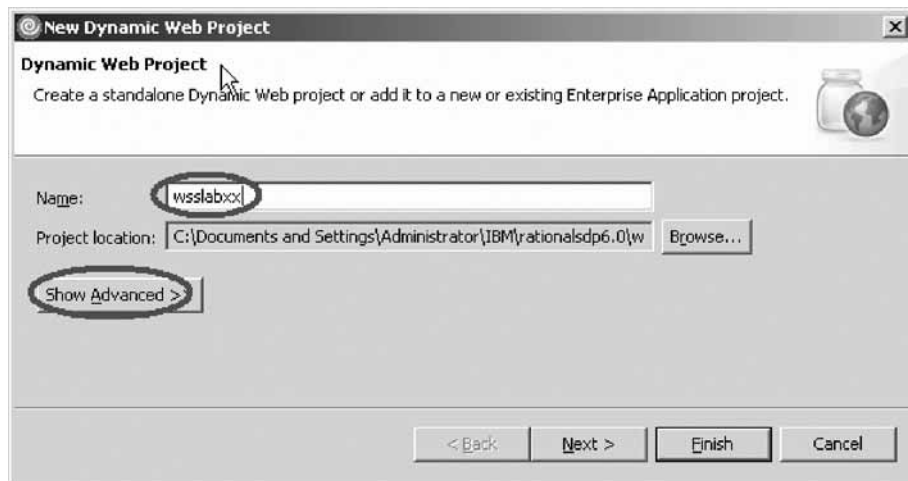 New Dynamic Web Project
Dynamic Web Project
Create a standalone Dynamic Web project or add it to a new or existing Enterprise Application project.
Name: wsslabxx
Project location: C:\Documents and Settings\Administrator\IBM\rationalsdp6.0\w Browse...
Show Advanced >
< Back Next > Finish Cancel